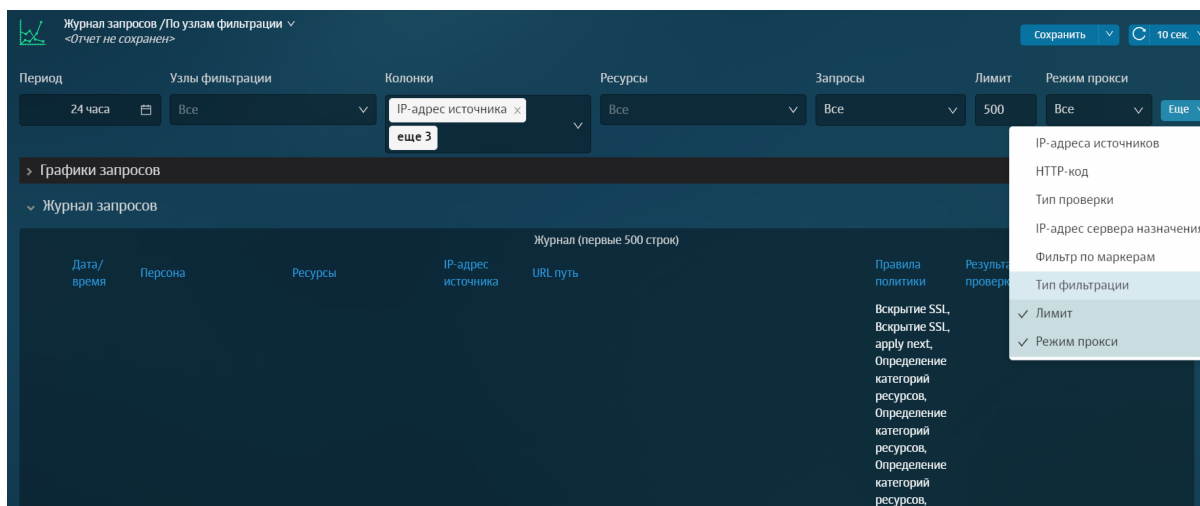 Журнал запросов /По узлам фильтрации
<Отчет не сохранен>
Сохранить
10 сек.
Период
Узлы фильтрации
Колонки
Ресурсы
Запросы
Лимит
Режим прокси
24 часа
Все
IP-адрес источника ×
еще 3
Все
Все
500
Все
Еще
IP-адреса источников
HTTP-код
Тип проверки
IP-адрес сервера назначения
Фильтр по маркерам
Тип фильтрации
Лимит
Режим прокси
Графики запросов
Журнал запросов
Журнал (первые 500 строк)
Дата/
время
Персона
Ресурсы
IP-адрес
источника
URL путь
Правила
политики
Вскрытие SSL,
Вскрытие SSL,
apply next,
Определение
категорий
ресурсов,
Определение
категорий
ресурсов,
Определение
категорий
ресурсов,